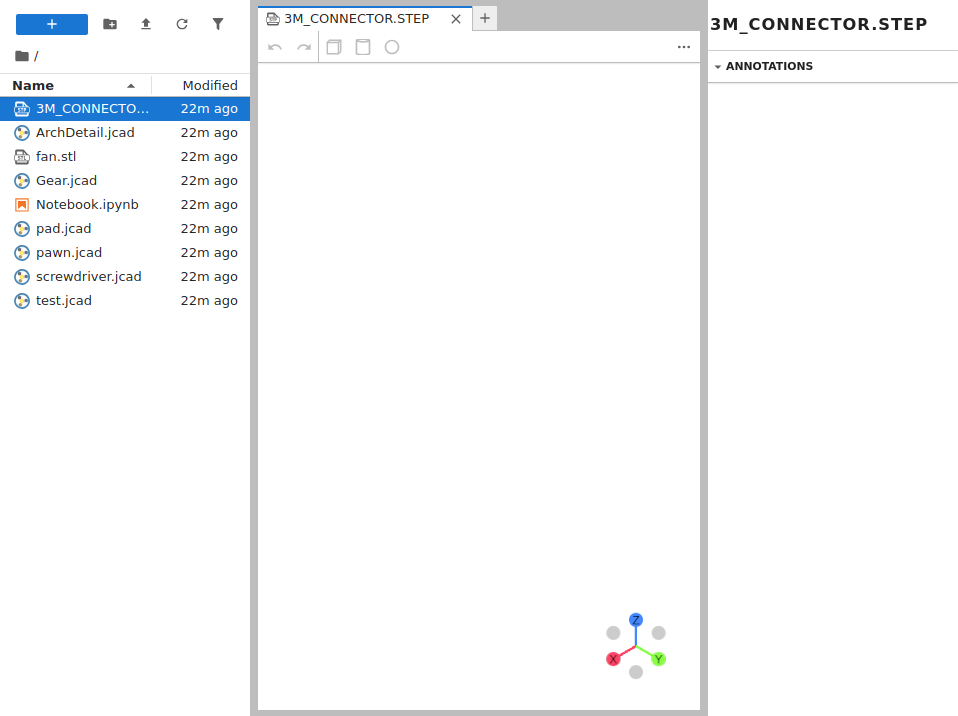 /
Name Modified
3M_CONNECTO... 22m ago
ArchDetail.jcad 22m ago
fan.stl 22m ago
Gear.jcad 22m ago
Notebook.ipynb 22m ago
pad.jcad 22m ago
pawn.jcad 22m ago
screwdriver.jcad 22m ago
test.jcad 22m ago
3M_CONNECTOR.STEP
Z
X Y
3M_CONNECTOR.STEP
ANNOTATIONS